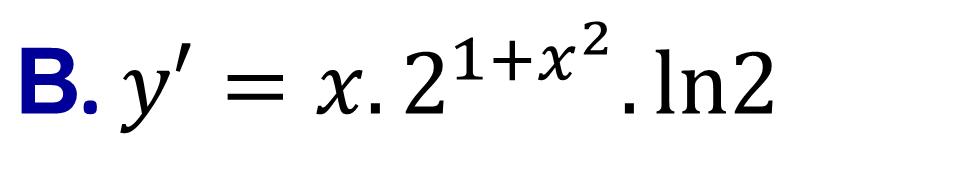 B. y′ = x. 2^{1+x^2} . ln2